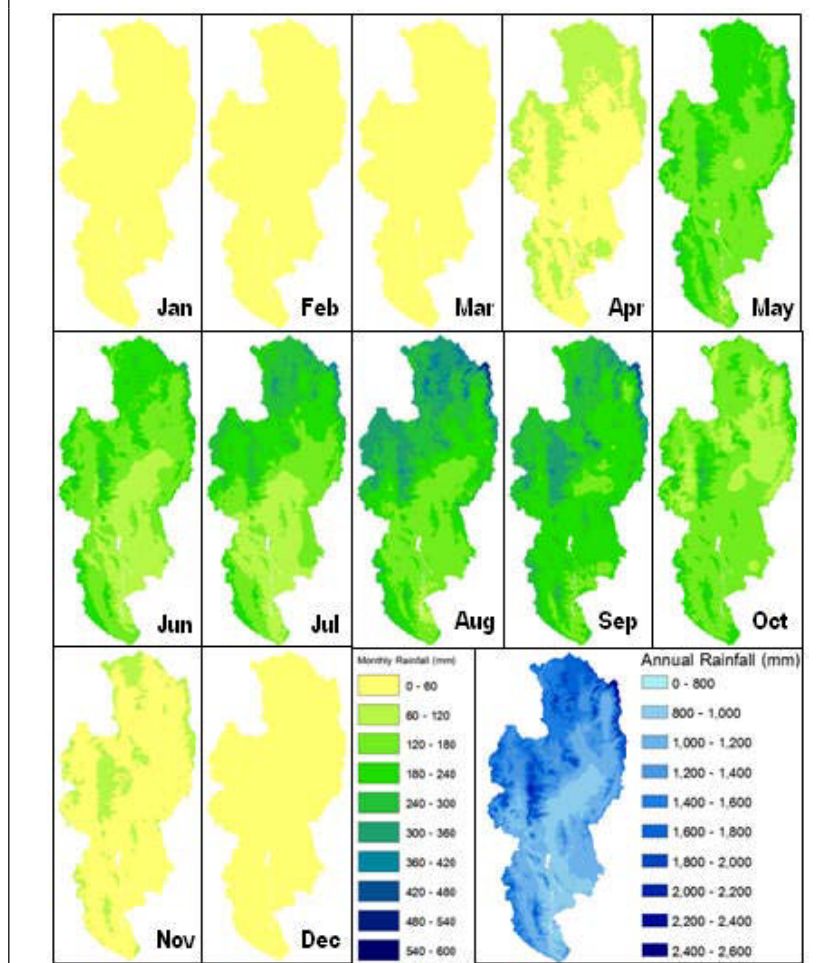 Jan
Feb
Mar
Apr
May
Jun
Jul
Aug
Sep
Oct
Nov
Dec
Monthly Rainfall (mm)
0 - 60
60 - 120
120 - 180
180 - 240
240 - 300
300 - 360
360 - 420
420 - 480
480 - 540
540 - 600
Annual Rainfall (mm)
0 - 800
800 - 1,000
1,000 - 1,200
1,200 - 1,400
1,400 - 1,600
1,600 - 1,800
1,800 - 2,000
2,000 - 2,200
2,200 - 2,400
2,400 - 2,600